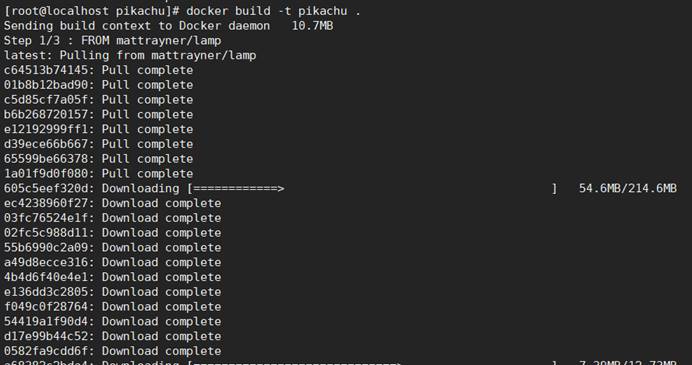 [root@localhost pikachu]# docker build -t pikachu .
Sending build context to Docker daemon   10.7MB
Step 1/3 : FROM mattrayner/lamp
latest: Pulling from mattrayner/lamp
c64513b74145: Pull complete
01b8b12bad90: Pull complete
c5d85cf7a05f: Pull complete
b6b268720157: Pull complete
e12192999ff1: Pull complete
d39ece66b667: Pull complete
65599be66378: Pull complete
1a01f9d0f080: Pull complete
605c5eef320d: Downloading [============>                                      ]   54.6MB/214.6MB
ec4238960f27: Download complete
03fc76524e1f: Download complete
02fc5c988d11: Download complete
55b6990c2a09: Download complete
a49d8ecce316: Download complete
4b4d6f40e4e1: Download complete
e136dd3c2805: Download complete
f049c0f28764: Download complete
54419a1f90d4: Download complete
d17e99b44c52: Download complete
0582fa9cdd6f: Download complete
Downloading [=============================>                     ]